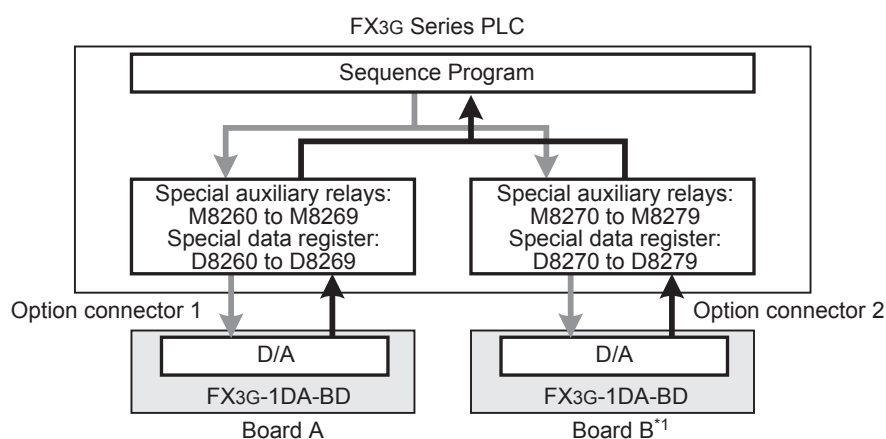 FX3G Series PLC
Sequence Program
Special auxiliary relays:
M8260 to M8269
Special data register:
D8260 to D8269
Special auxiliary relays:
M8270 to M8279
Special data register:
D8270 to D8279
Option connector 1
Option connector 2
D/A
FX3G-1DA-BD
Board A
D/A
FX3G-1DA-BD
Board B*1